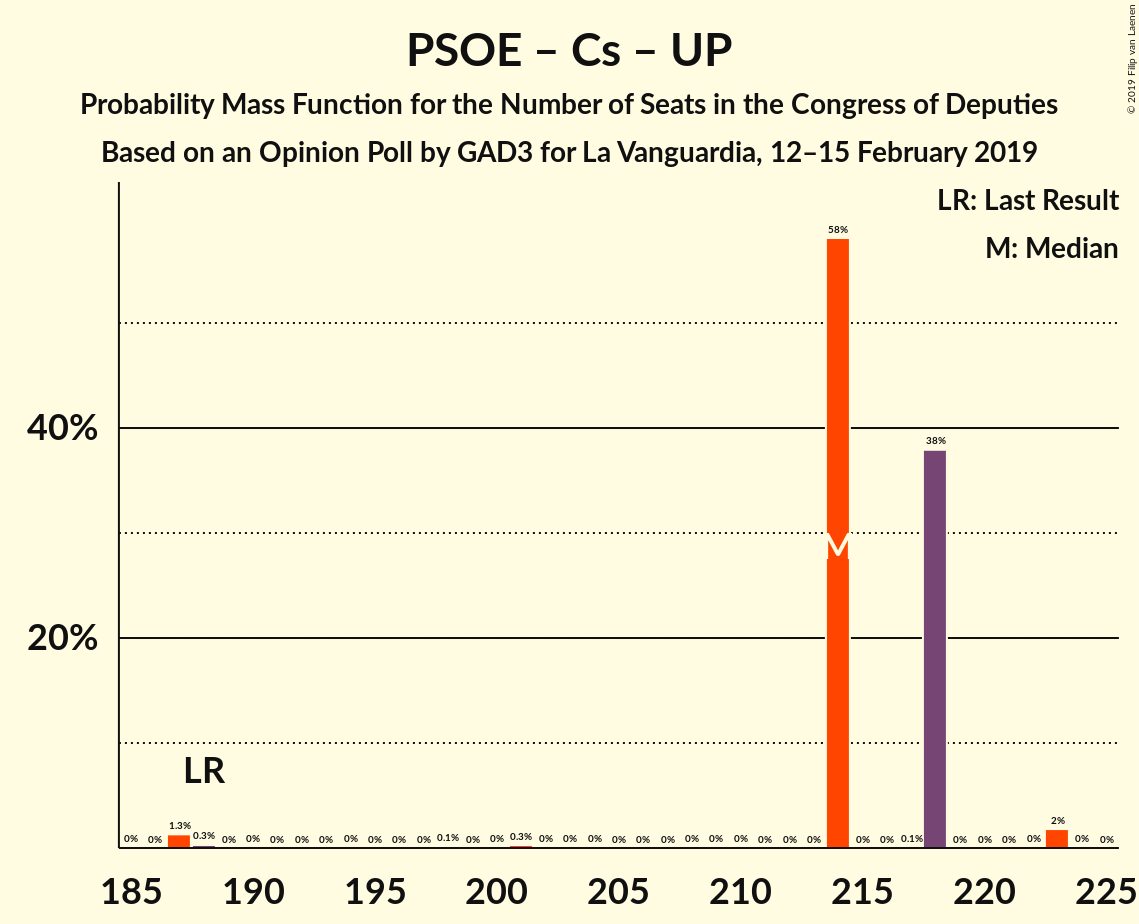 PSOE – Cs – UP
Probability Mass Function for the Number of Seats in the Congress of Deputies
Based on an Opinion Poll by GAD3 for La Vanguardia, 12–15 February 2019
© 2019 Filip van Laenen
LR: Last Result
M: Median
58%
40%
38%
M
20%
LR
0% 0% 1.3% 0.3% 0% 0% 0% 0% 0% 0% 0% 0% 0% 0.1% 0% 0% 0.3% 0% 0% 0% 0% 0% 0% 0% 0% 0% 0% 0% 0% 0% 0% 0.1% 0% 0% 0% 0% 2% 0% 0%
185 190 195 200 205 210 215 220 225